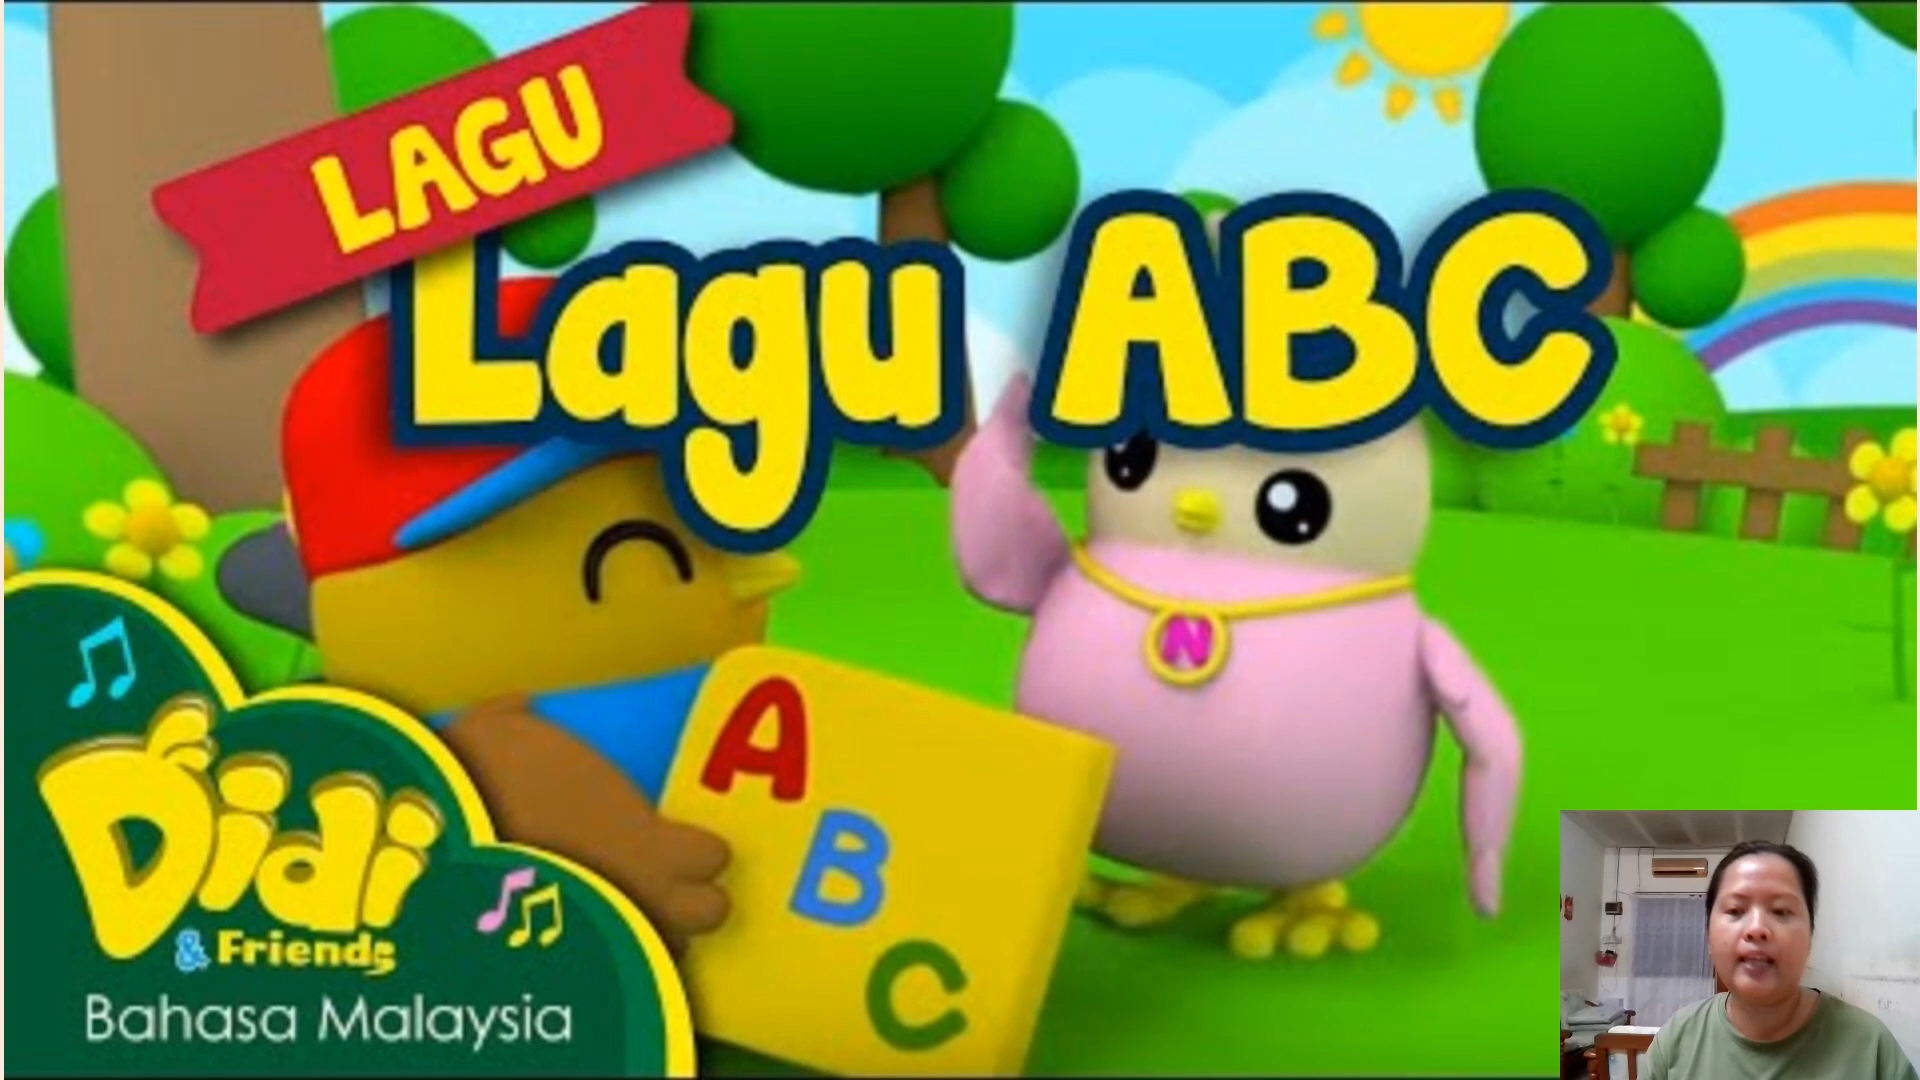 LAGU
Lagu ABC
N
A
B
C
Didi
& Friends
Bahasa Malaysia